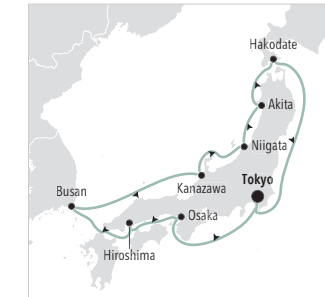 Hakodate
Akita
Niigata
Tokyo
Kanazawa
Busan
Osaka
Hiroshima